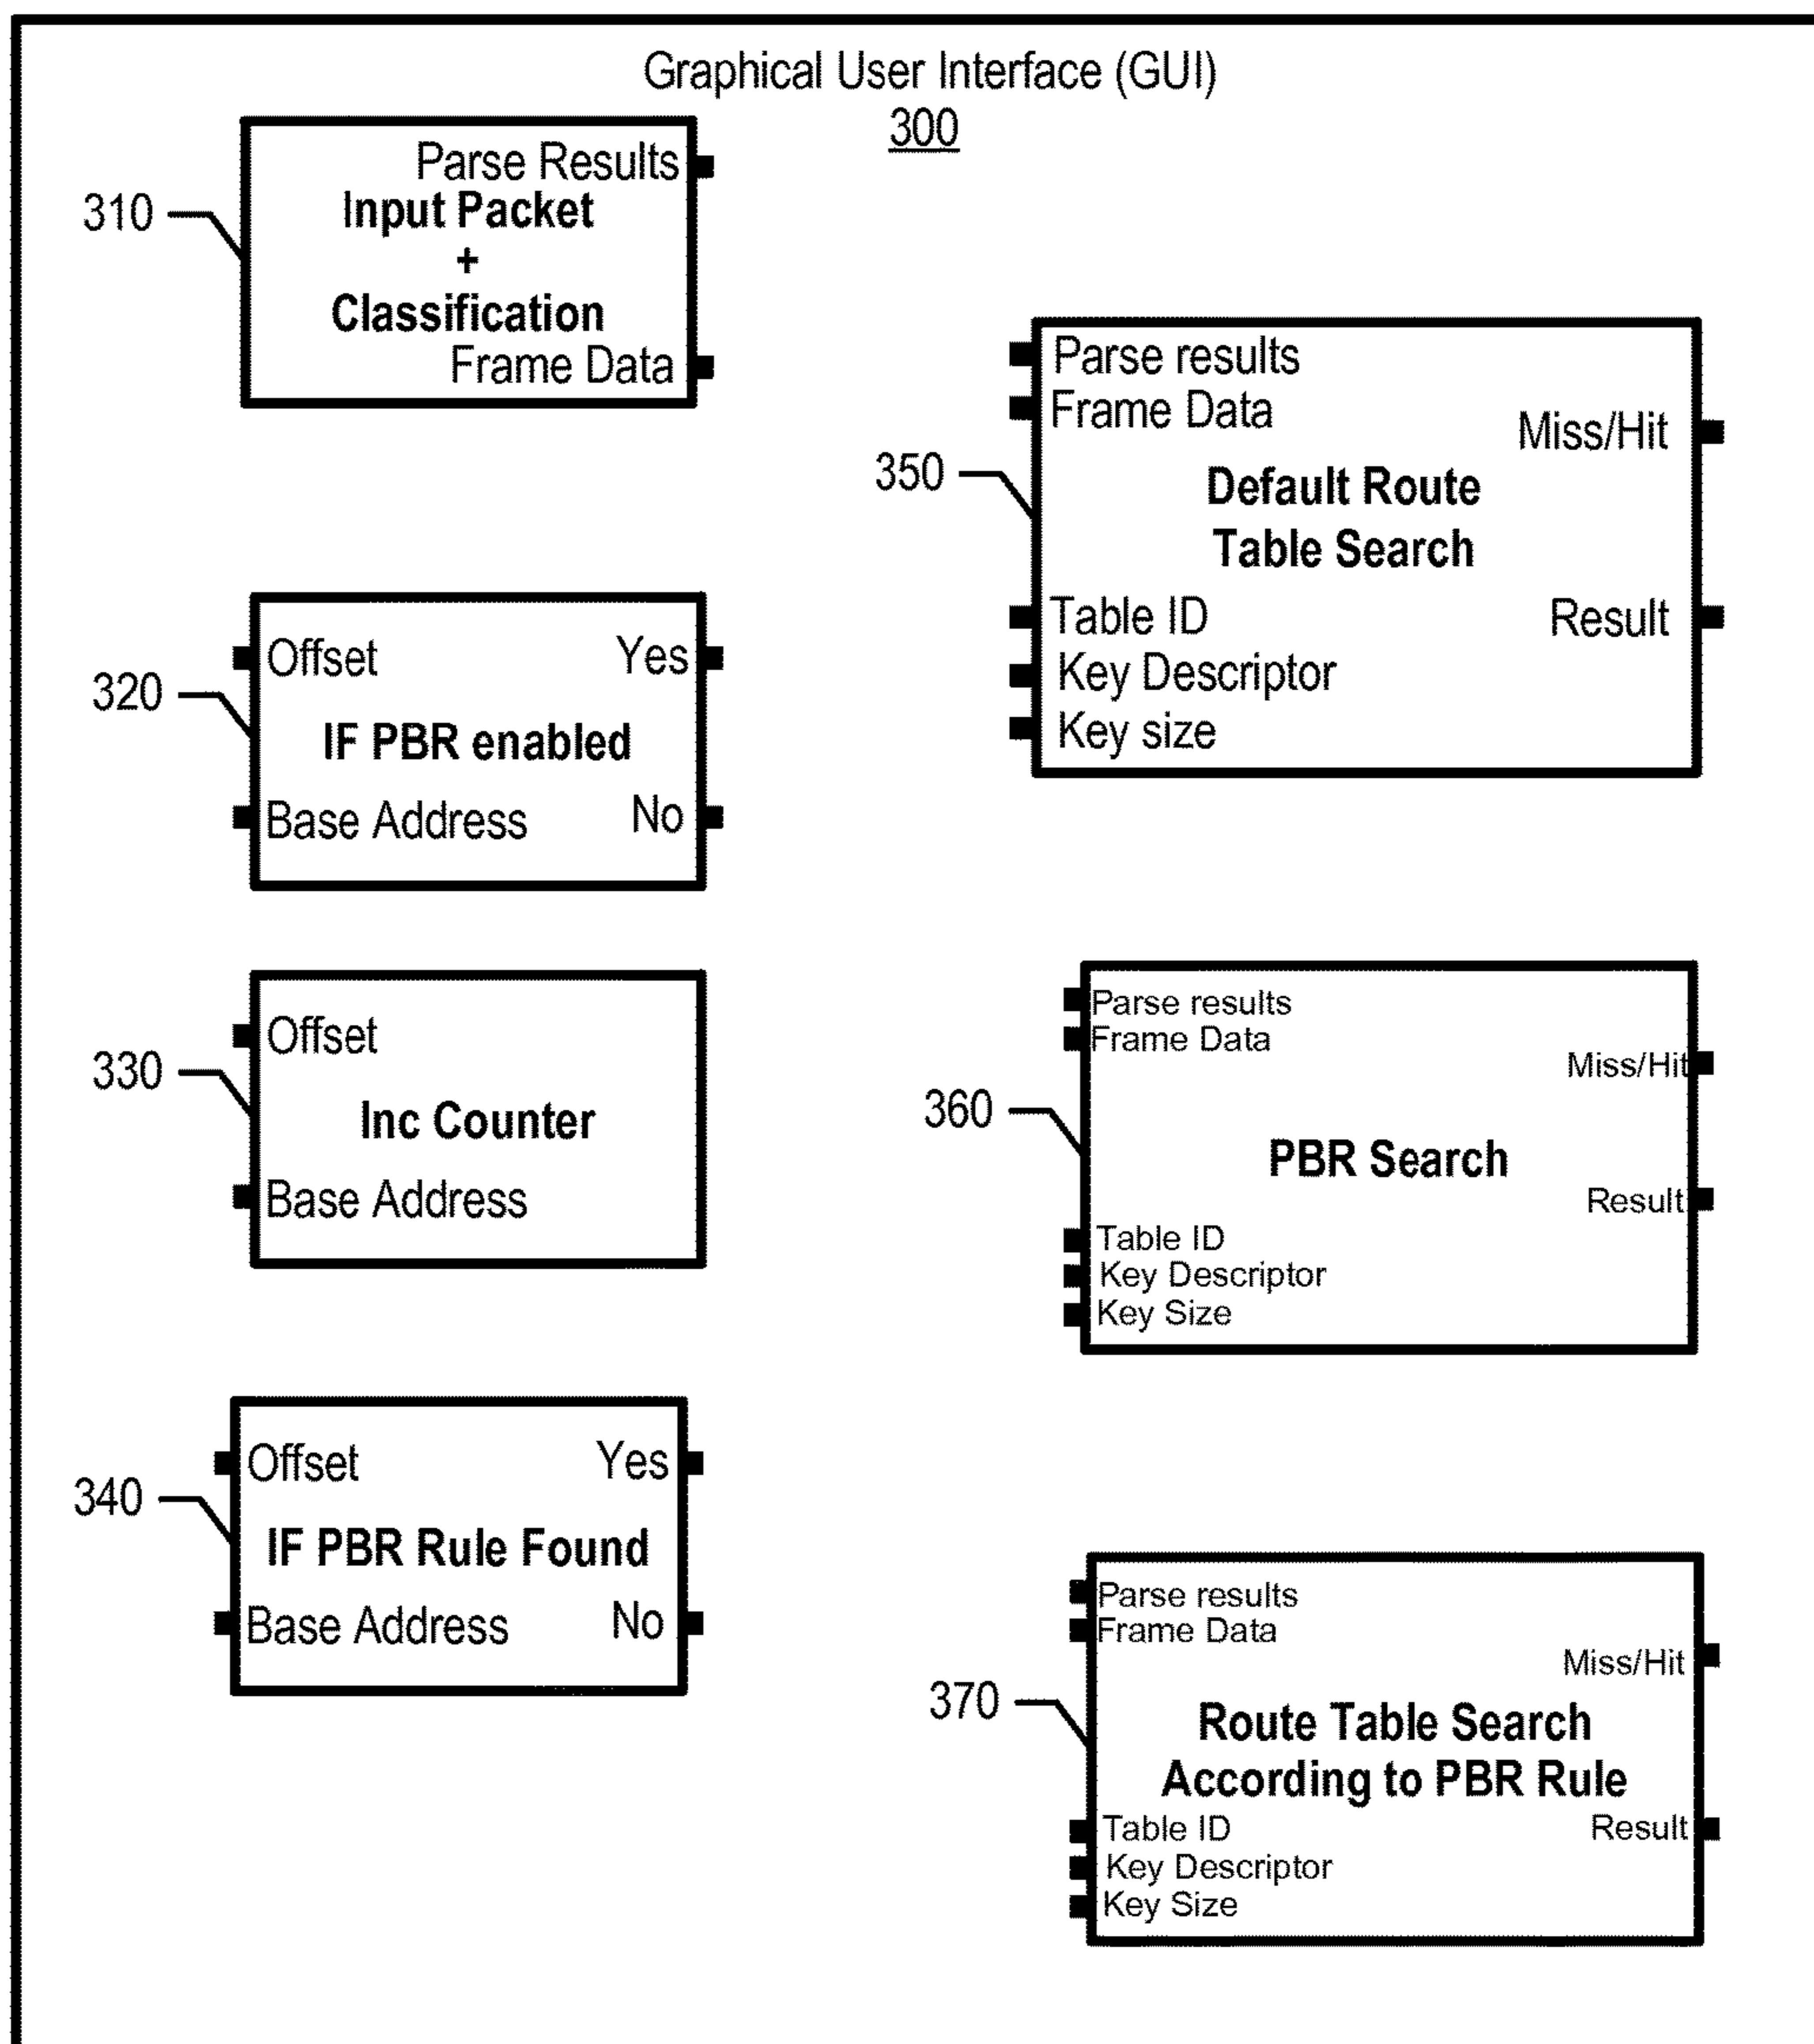 Graphical User Interface (GUI)
300
310
Parse Results
Input Packet
+
Classification
Frame Data
320
Offset
Yes
IF PBR enabled
Base Address
No
330
Offset
Inc Counter
Base Address
340
Offset
Yes
IF PBR Rule Found
Base Address
No
350
Parse results
Frame Data
Miss/Hit
Default Route
Table Search
Table ID
Result
Key Descriptor
Key size
360
Parse results
Frame Data
Miss/Hit
PBR Search
Result
Table ID
Key Descriptor
Key Size
370
Parse results
Frame Data
Miss/Hit
Route Table Search
According to PBR Rule
Table ID
Result
Key Descriptor
Key Size